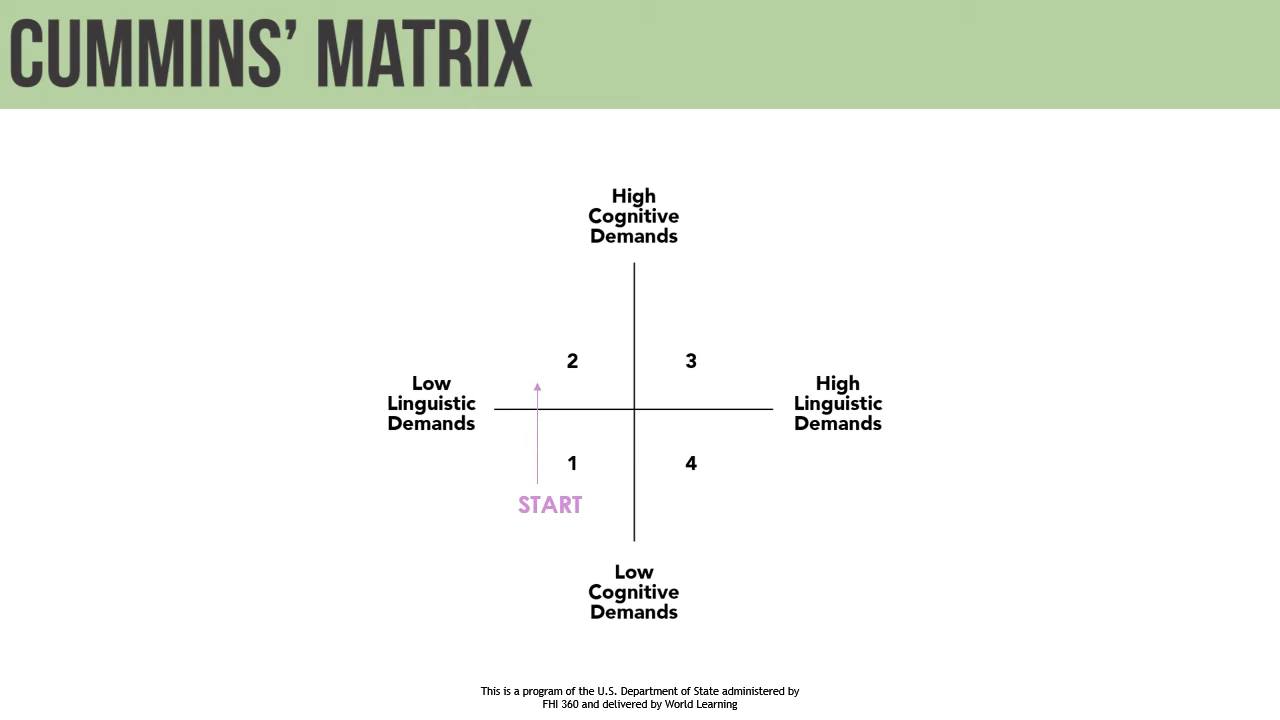 CUMMINS’ MATRIX
High
Cognitive
Demands
2
3
Low
Linguistic
Demands
High
Linguistic
Demands
1
4
START
Low
Cognitive
Demands
This is a program of the U.S. Department of State administered by
FHI 360 and delivered by World Learning